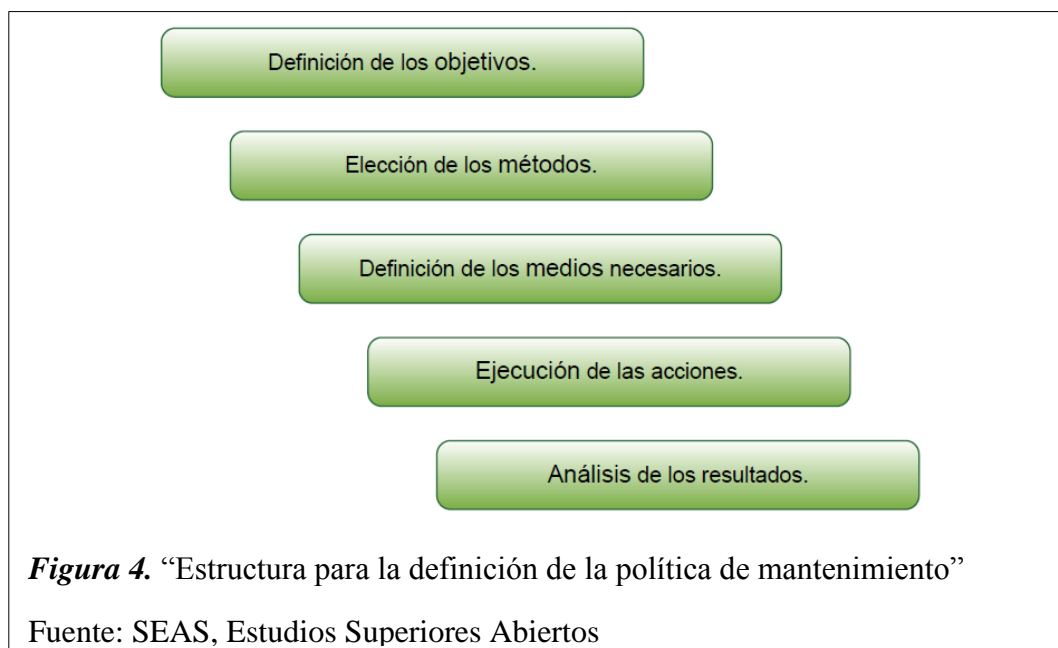 Definición de los objetivos.
Elección de los métodos.
Definición de los medios necesarios.
Ejecución de las acciones.
Análisis de los resultados.
Figura 4. “Estructura para la definición de la política de mantenimiento”
Fuente: SEAS, Estudios Superiores Abiertos